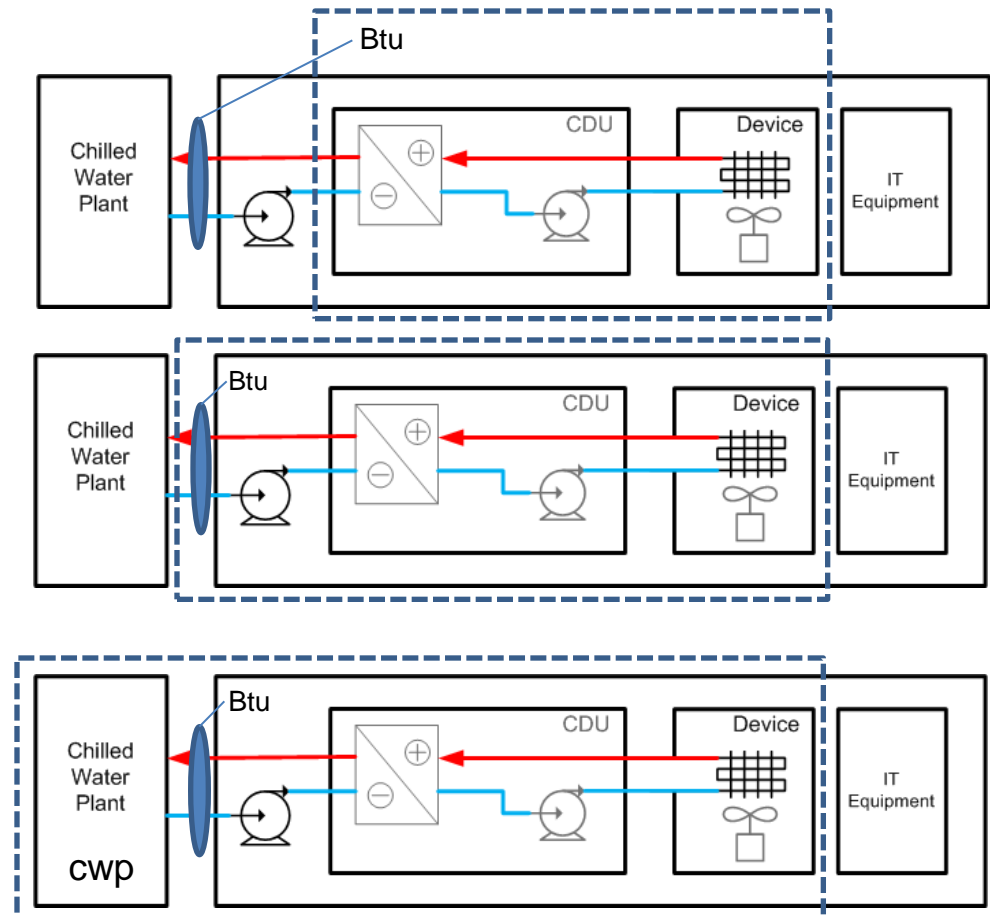 Btu
CDU
Device
Chilled
Water
Plant
IT
Equipment
Btu
CDU
Device
Chilled
Water
Plant
IT
Equipment
Btu
CDU
Device
Chilled
Water
Plant
IT
Equipment
cwp